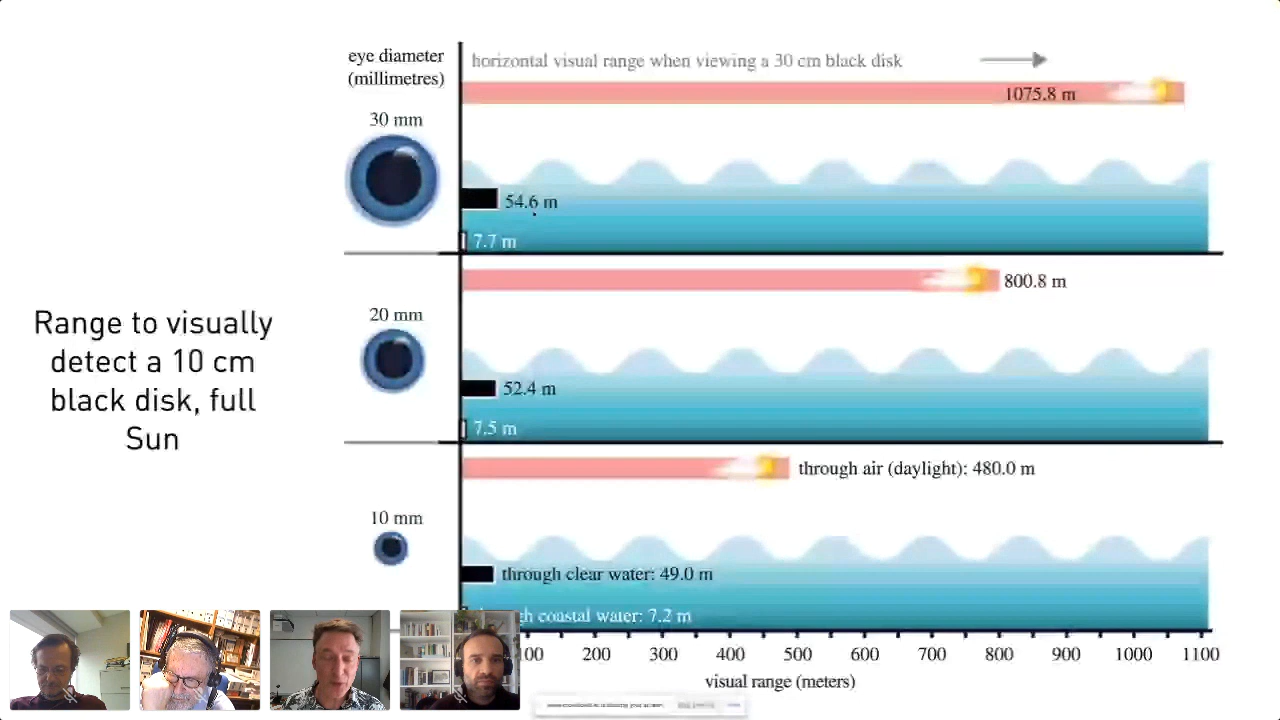 eye diameter
(millimetres)
horizontal visual range when viewing a 30 cm black disk
1075.8 m
30 mm
54.6 m
7.7 m
800.8 m
20 mm
52.4 m
7.5 m
Range to visually
detect a 10 cm
black disk, full
Sun
through air (daylight): 480.0 m
10 mm
through clear water: 49.0 m
coastal water: 7.2 m
100 200 300 400 500 600 700 800 900 1000 1100
visual range (meters)